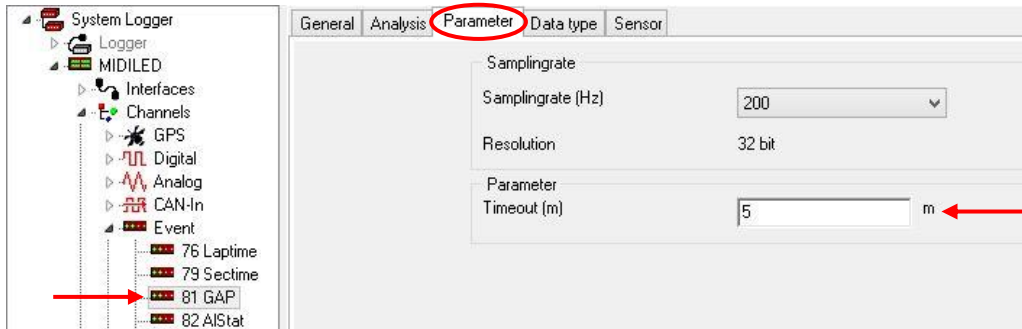 System Logger
Logger
MIDILED
Interfaces
Channels
GPS
Digital
Analog
CAN-In
Event
76 Laptime
79 Sectime
81 GAP
82 AlStat
General Analysis Parameter Data type Sensor
Samplingrate
Samplingrate (Hz) 200
Resolution 32 bit
Parameter
Timeout (m) 5 m